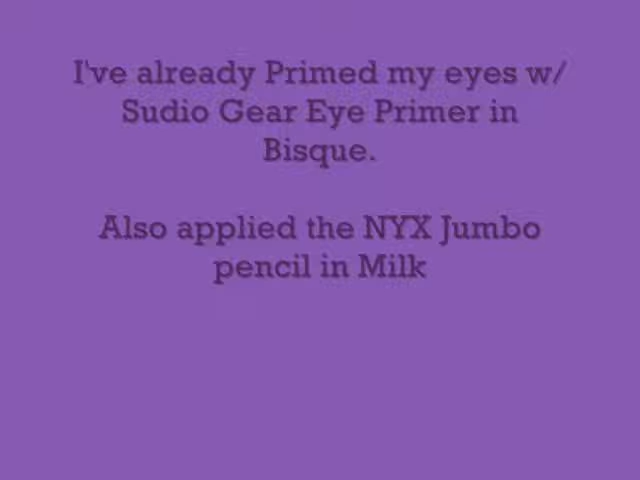 I've already Primed my eyes w/
Sudio Gear Eye Primer in
Bisque.
Also applied the NYX Jumbo
pencil in Milk